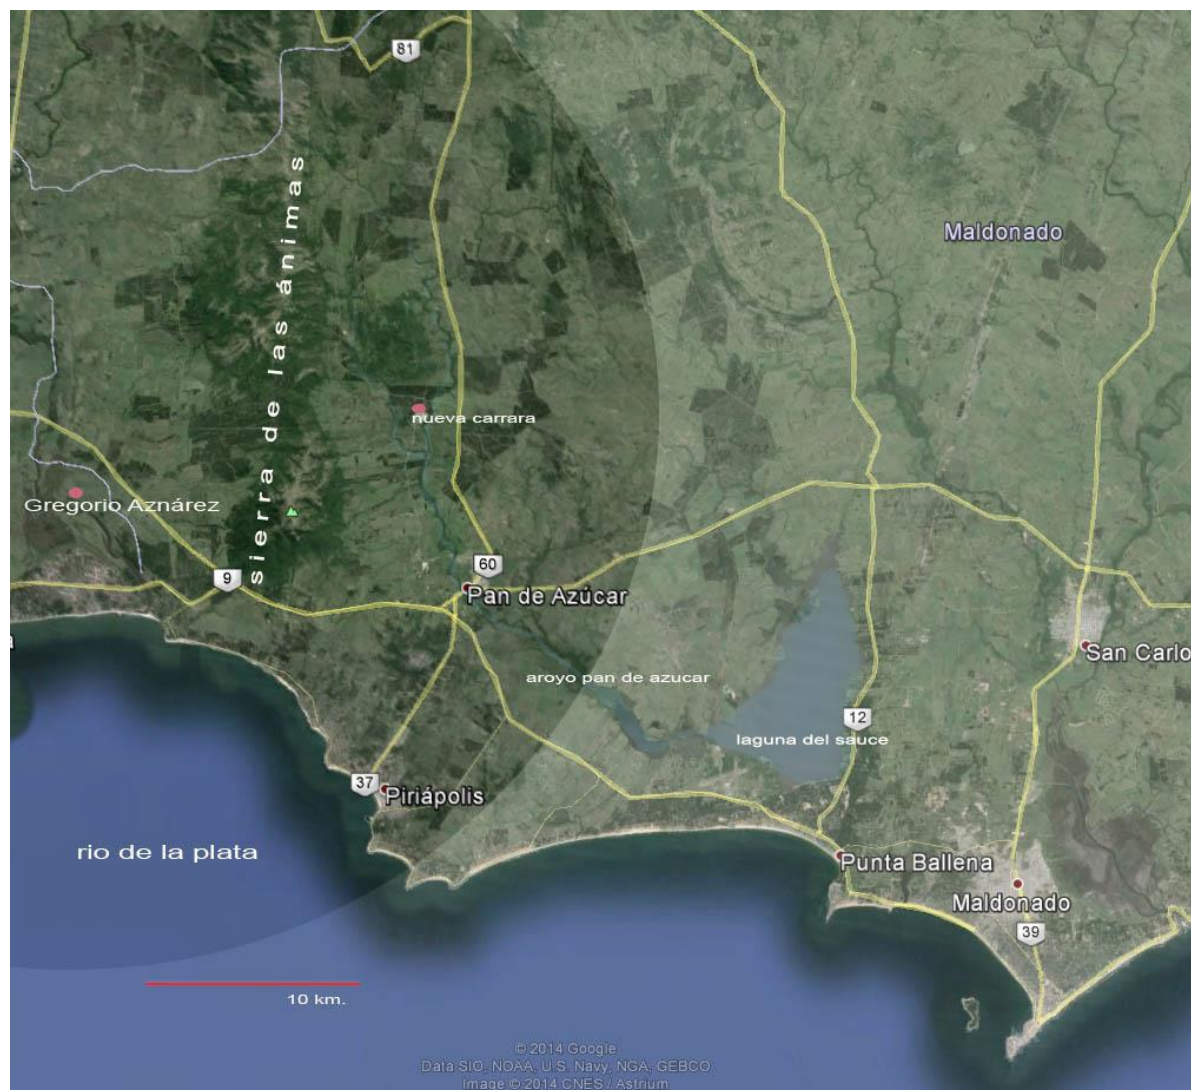 81
Maldonado
sierra de las ánimas
nueva carrara
Gregorio Aznárez
60
9
Pan de Azúcar
San Carlo
aroyo pan de azucar
12
laguna del sauce
37
Piriápolis
rio de la plata
Punta Ballena
Maldonado
39
10 km.
© 2014 Google
Data SIO, NOAA, U.S. Navy, NGA, GEBCO
Image © 2014 CNES / Astrium